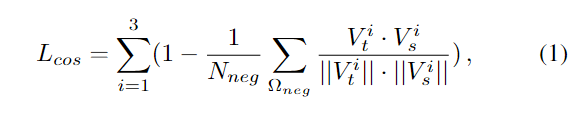 $L_{cos} = \sum_{i=1}^{3} (1 - \frac{1}{N_{neg}} \sum_{\Omega_{neg}} \frac{V_t^i \cdot V_s^i}{||V_t^i|| \cdot ||V_s^i||}) \,,$ (1)